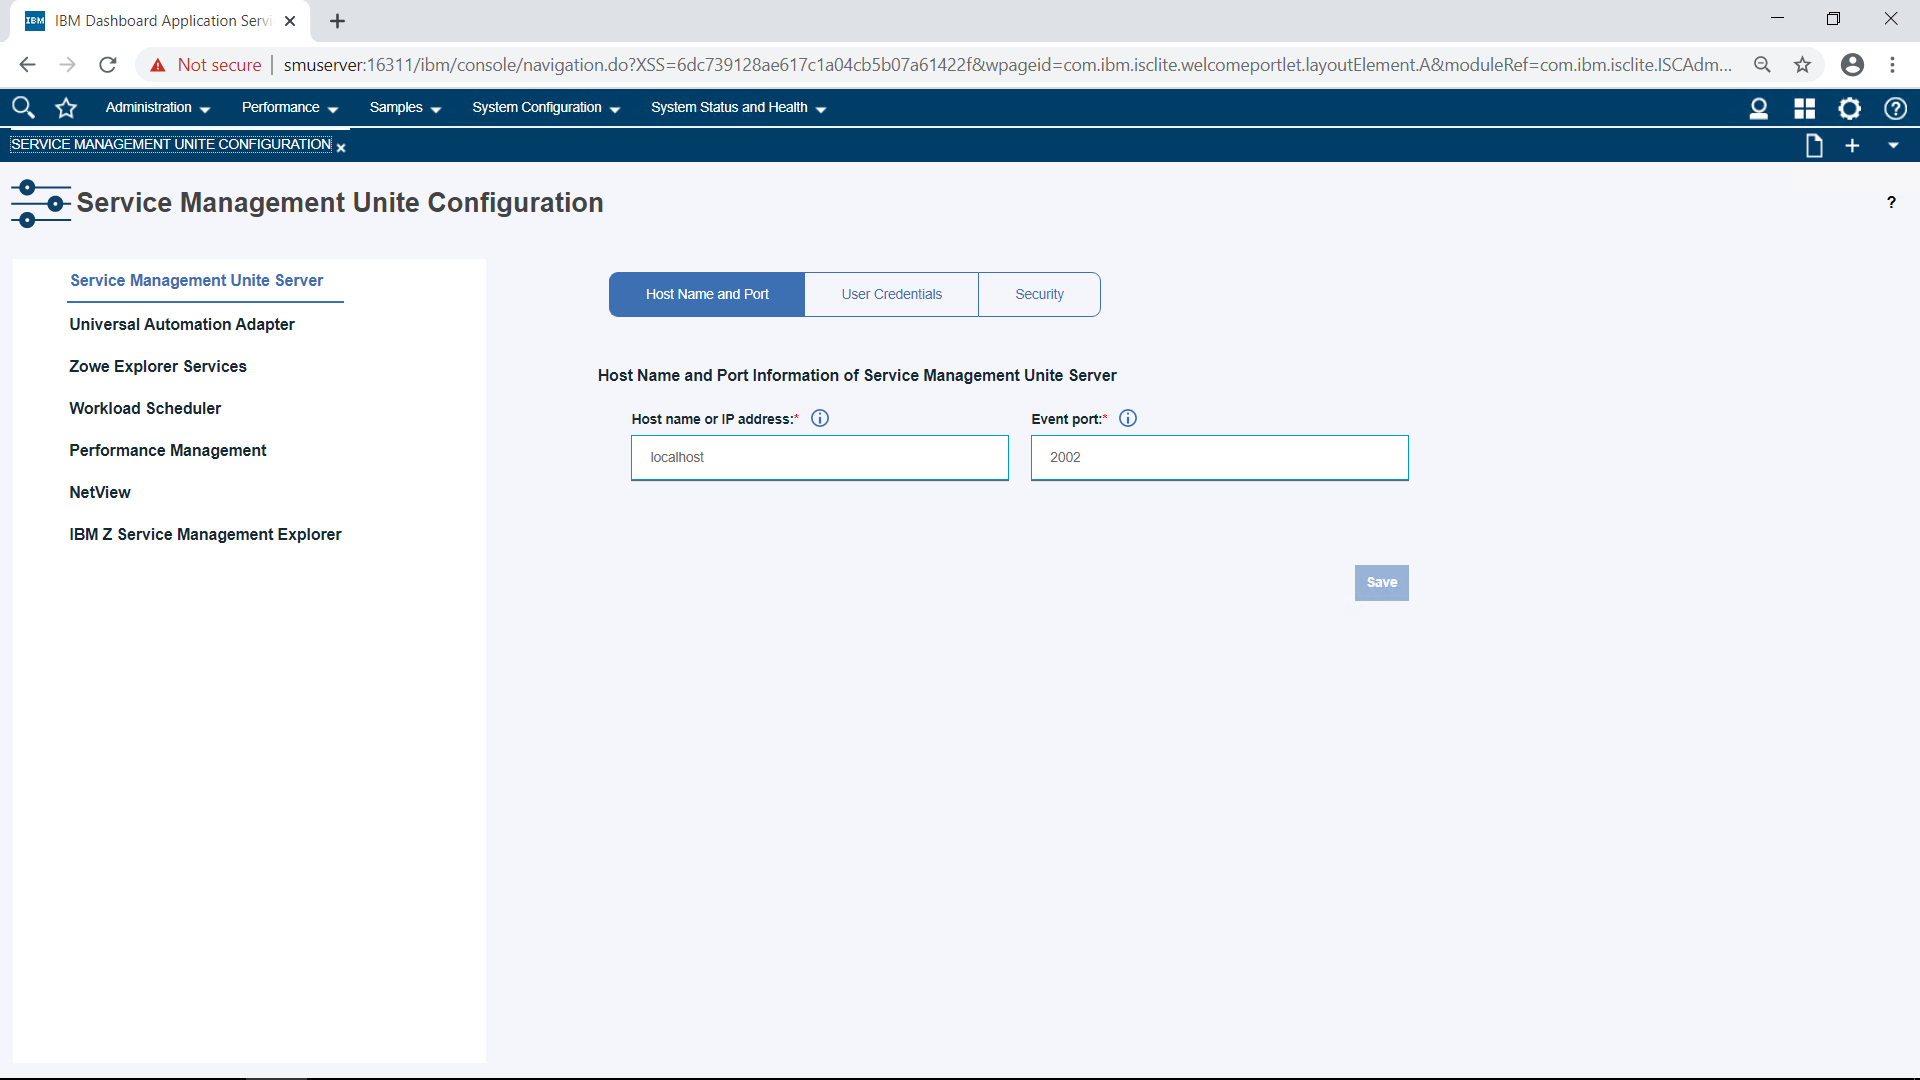 IBM
IBM Dashboard Application Servi
Not secure
smuserver:16311/ibm/console/navigation.do?XSS=6dc739128ae617c1a04cb5b07a61422f&wpageid=com.ibm.isclite.welcomeportlet.layoutElement.A&moduleRef=com.ibm.isclite.ISCAdm...
Administration
Performance
Samples
System Configuration
System Status and Health
SERVICE MANAGEMENT UNITE CONFIGURATION
Service Management Unite Configuration
?
Service Management Unite Server
Universal Automation Adapter
Zowe Explorer Services
Workload Scheduler
Performance Management
NetView
IBM Z Service Management Explorer
Host Name and Port
User Credentials
Security
Host Name and Port Information of Service Management Unite Server
Host name or IP address:*
Event port:*
localhost
2002
Save